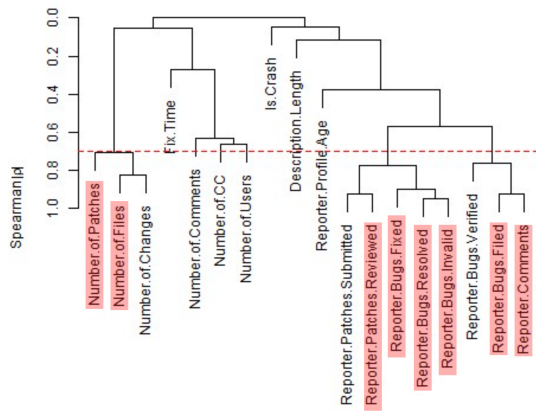 0.0
0.2
0.4
0.6
0.8
1.0
Spearman|ρ|
Number.of.Patches
Number.of.Files
Number.of.Changes
Fix.Time
Number.of.Comments
Number.of.CC
Number.of.Users
Is.Crash
Description.Length
Reporter.Profile.Age
Reporter.Patches.Submitted
Reporter.Patches.Reviewed
Reporter.Bugs.Fixed
Reporter.Bugs.Resolved
Reporter.Bugs.Invalid
Reporter.Bugs.Verified
Reporter.Bugs.Filed
Reporter.Comments